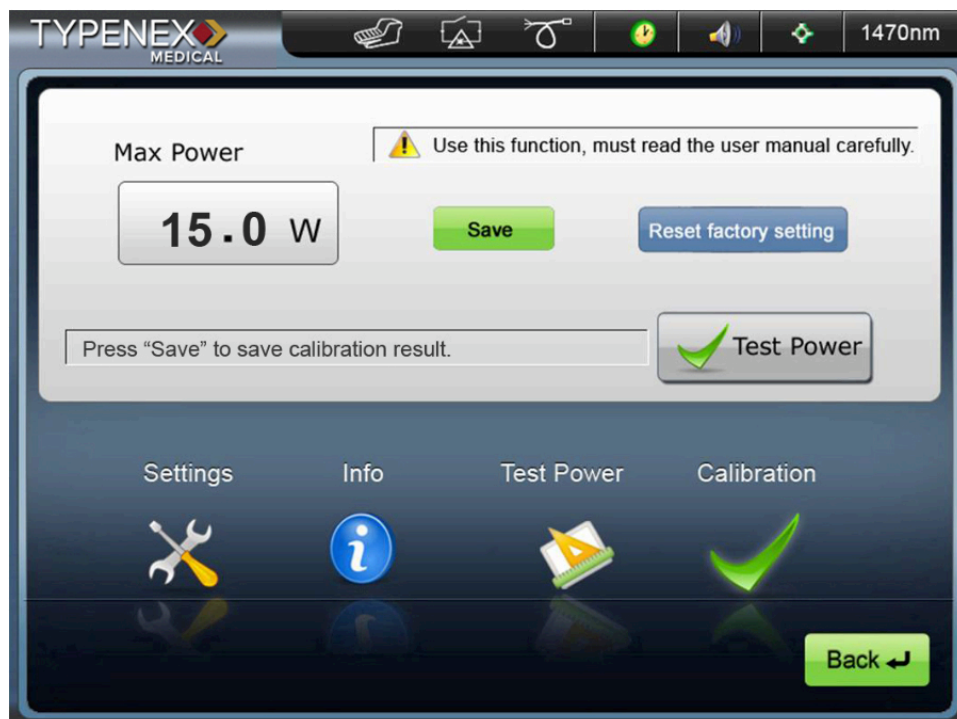 TYPENEX
MEDICAL
1470nm
Max Power
Use this function, must read the user manual carefully.
15.0 W
Save
Reset factory setting
Press “Save” to save calibration result.
Test Power
Settings
Info
Test Power
Calibration
Back